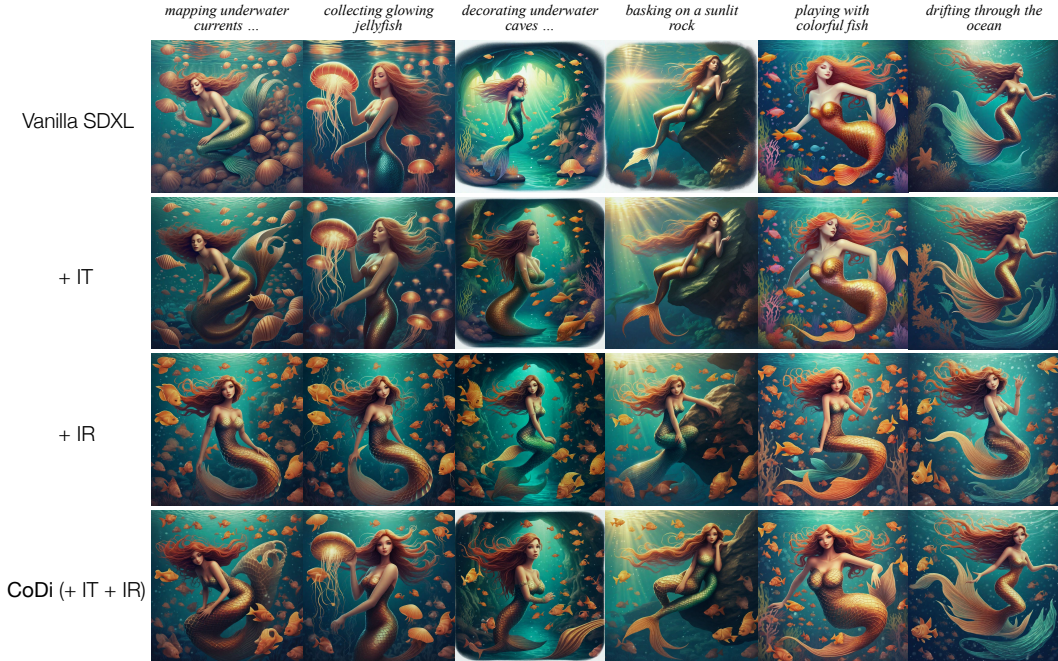 mapping underwater
currents ...
collecting glowing
jellyfish
decorating underwater
caves ...
basking on a sunlit
rock
playing with
colorful fish
drifting through the
ocean
Vanilla SDXL
+ IT
+ IR
CoDi (+ IT + IR)